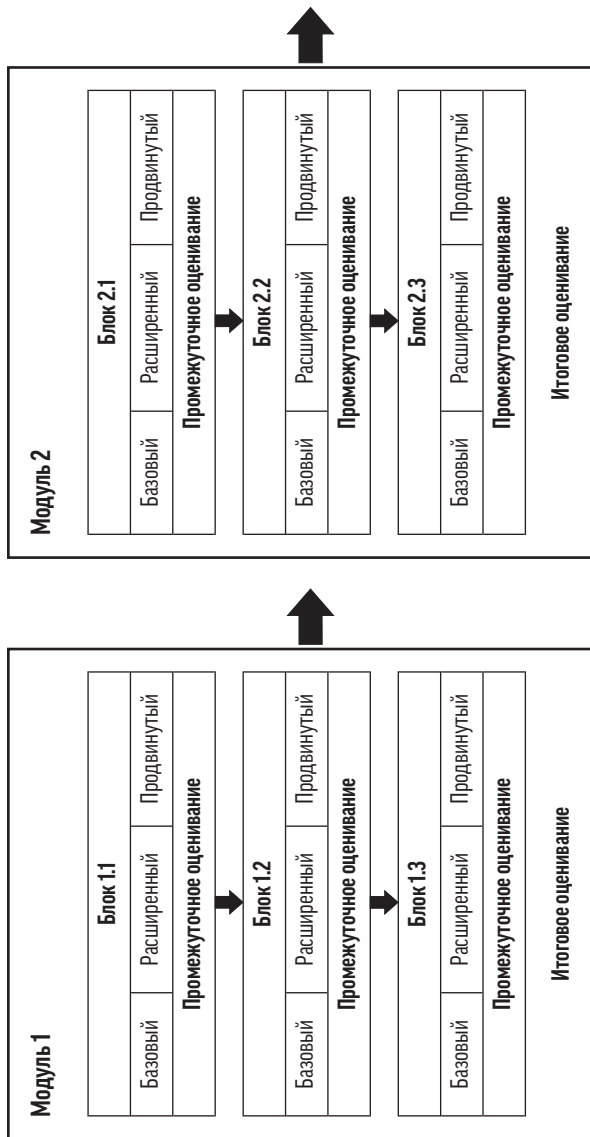 Модуль 1
Блок 1.1
Базовый Расширенный Продвинутый
Промежуточное оценивание
Блок 1.2
Базовый Расширенный Продвинутый
Промежуточное оценивание
Блок 1.3
Базовый Расширенный Продвинутый
Промежуточное оценивание
Итоговое оценивание
Модуль 2
Блок 2.1
Базовый Расширенный Продвинутый
Промежуточное оценивание
Блок 2.2
Базовый Расширенный Продвинутый
Промежуточное оценивание
Блок 2.3
Базовый Расширенный Продвинутый
Промежуточное оценивание
Итоговое оценивание